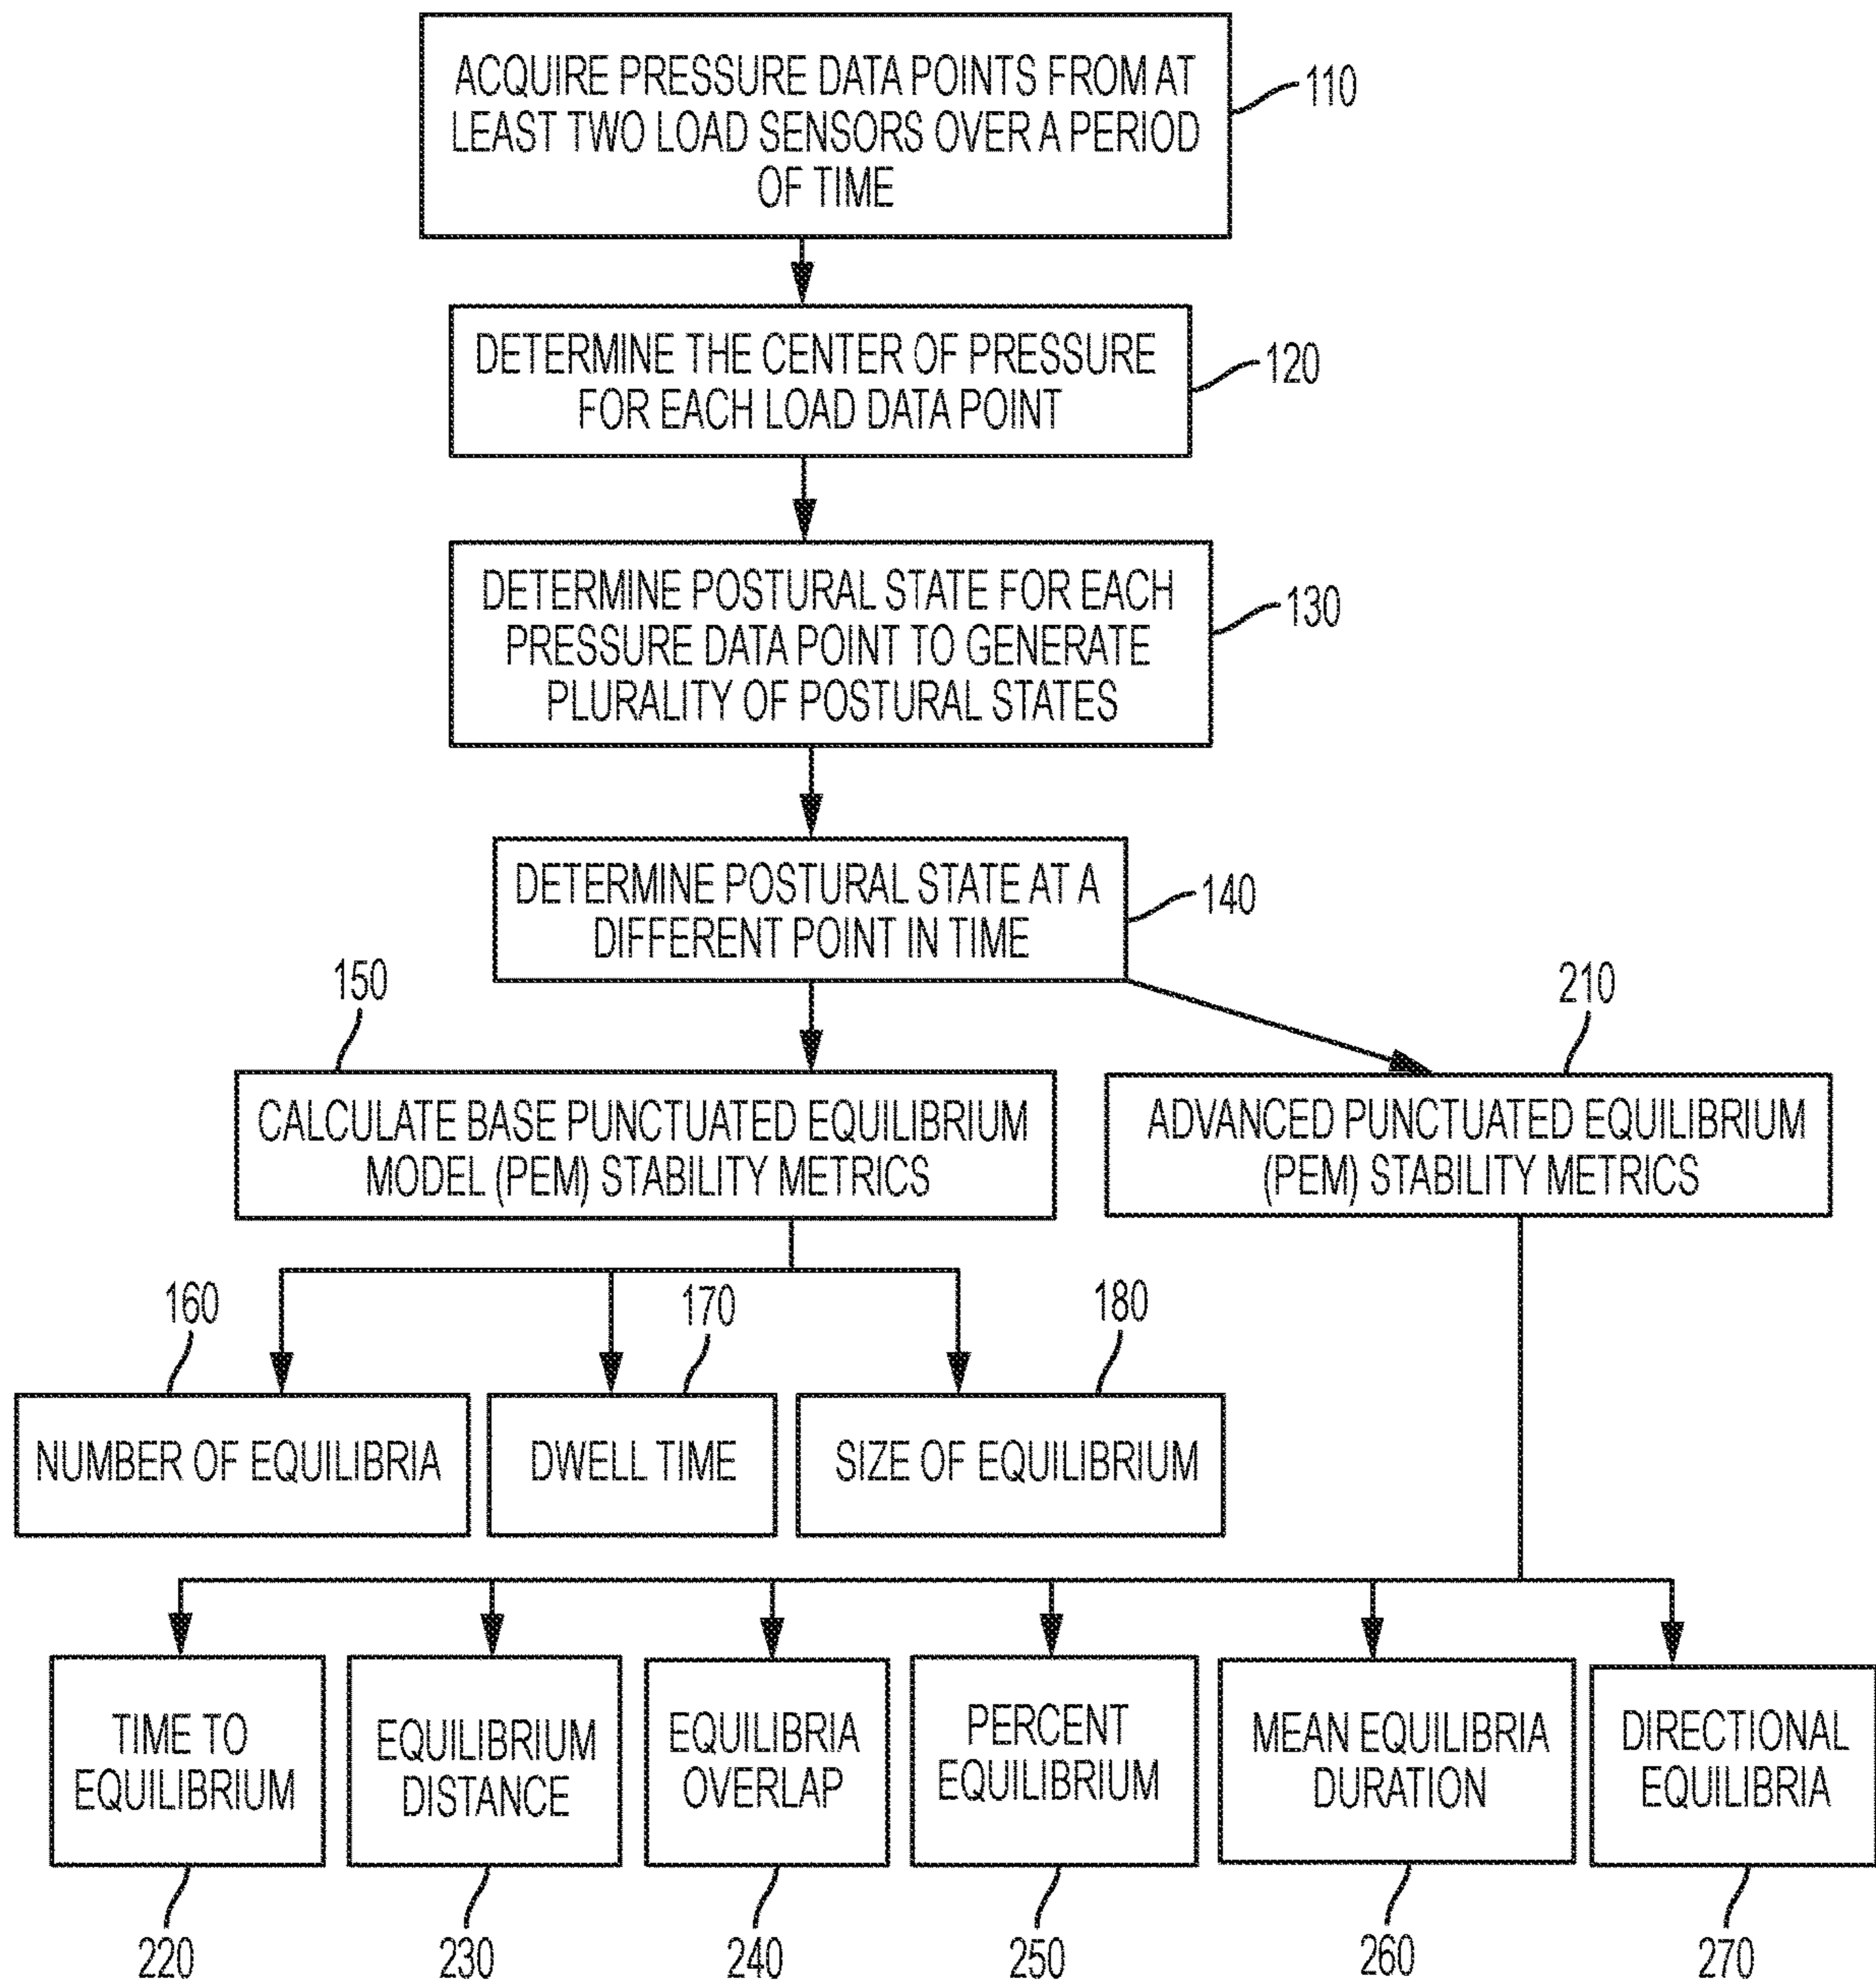 ACQUIRE PRESSURE DATA POINTS FROM AT
LEAST TWO LOAD SENSORS OVER A PERIOD
OF TIME
110
DETERMINE THE CENTER OF PRESSURE
FOR EACH LOAD DATA POINT
120
DETERMINE POSTURAL STATE FOR EACH
PRESSURE DATA POINT TO GENERATE
PLURALITY OF POSTURAL STATES
130
DETERMINE POSTURAL STATE AT A
DIFFERENT POINT IN TIME
140
150
210
CALCULATE BASE PUNCTUATED EQUILIBRIUM
MODEL (PEM) STABILITY METRICS
ADVANCED PUNCTUATED EQUILIBRIUM
(PEM) STABILITY METRICS
160
170
180
NUMBER OF EQUILIBRIA
DWELL TIME
SIZE OF EQUILIBRIUM
TIME TO
EQUILIBRIUM
EQUILIBRIUM
DISTANCE
EQUILIBRIA
OVERLAP
PERCENT
EQUILIBRIUM
MEAN EQUILIBRIA
DURATION
DIRECTIONAL
EQUILIBRIA
220
230
240
250
260
270